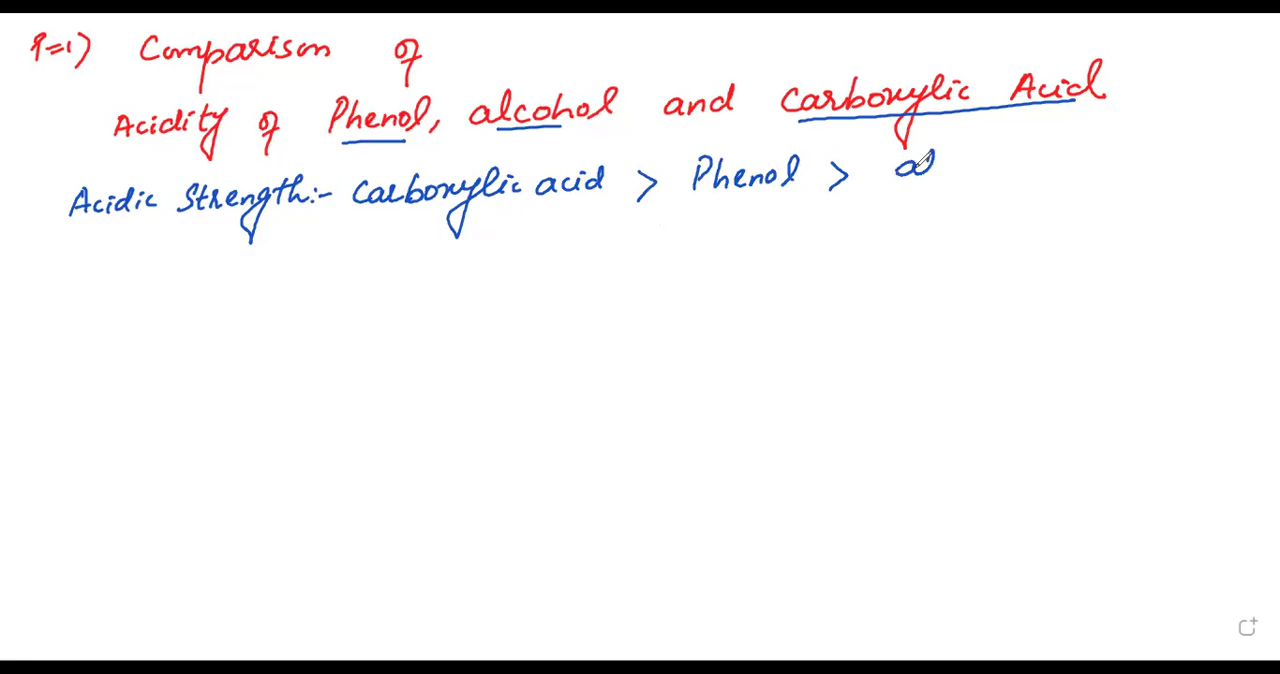 q=1) Comparison of
Acidity of Phenol, alcohol and Carboxylic Acid
Acidic Strength:- Carboxylic acid > Phenol >